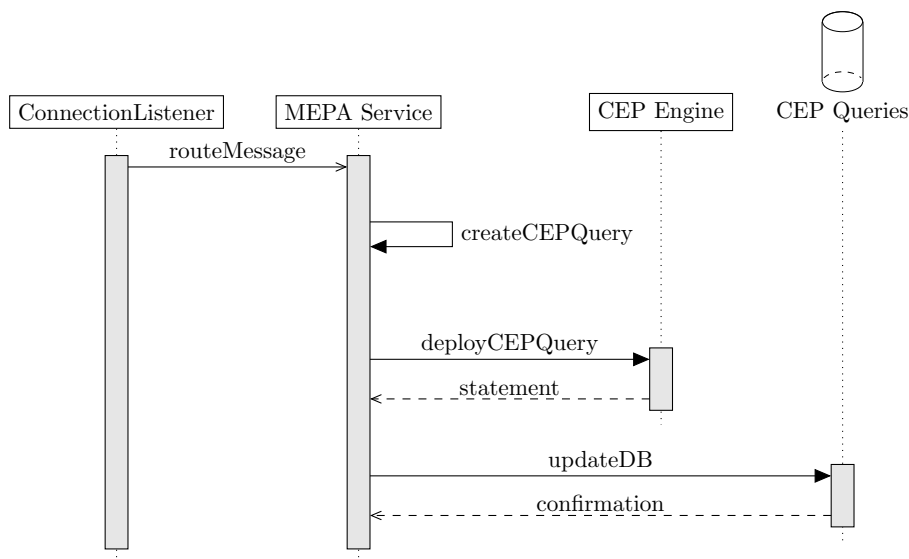 ConnectionListener
MEPA Service
CEP Engine
CEP Queries
routeMessage
createCEPQuery
deployCEPQuery
statement
updateDB
confirmation